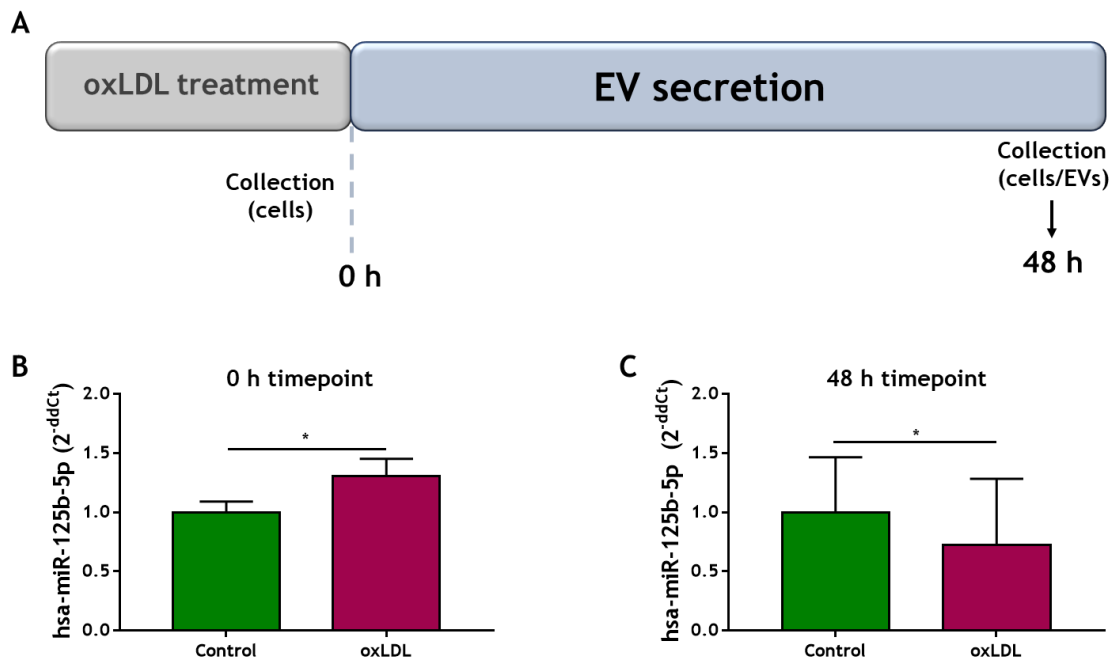 A
oxLDL treatment
EV secretion
Collection
(cells)
0 h
Collection
(cells/EVs)
48 h
B
0 h timepoint
hsa-miR-125b-5p (2^-ddCt)
2.0
1.5
1.0
0.5
0.0
*
Control
oxLDL
C
48 h timepoint
hsa-miR-125b-5p (2^-ddCt)
2.0
1.5
1.0
0.5
0.0
*
Control
oxLDL